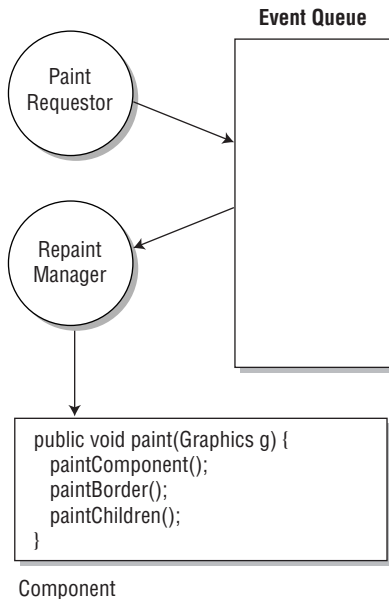 Event Queue
Paint
Requestor
Repaint
Manager
public void paint(Graphics g) {
paintComponent();
paintBorder();
paintChildren();
}
Component